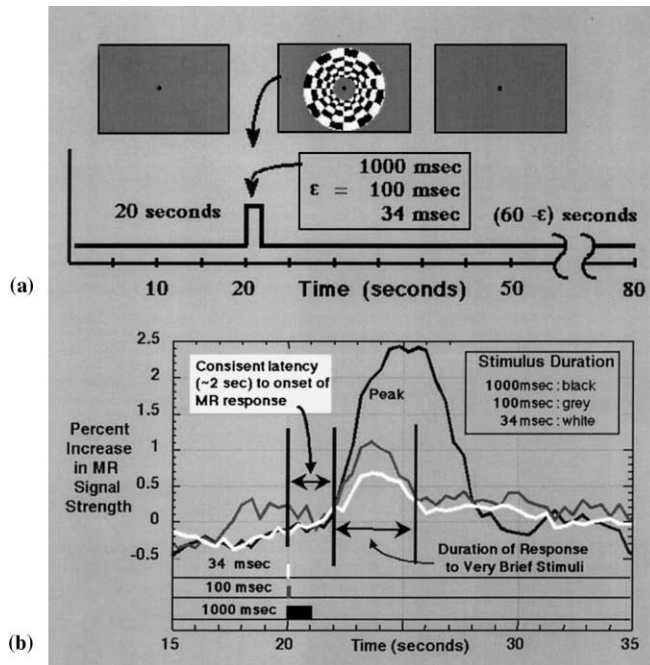 1000 msec
ε = 100 msec
34 msec
20 seconds
(60 -ε) seconds
(a)
10
20
Time (seconds)
50
80
2.5
2
1.5
1
0.5
0
-0.5
Percent
Increase
in MR
Signal
Strength
Consisent latency
(~2 sec) to onset of
MR response
Peak
Stimulus Duration
1000msec : black
100msec : grey
34msec : white
Duration of Response
to Very Brief Stimuli
34 msec
100 msec
1000 msec
(b)
15
20
Time (seconds)
30
35